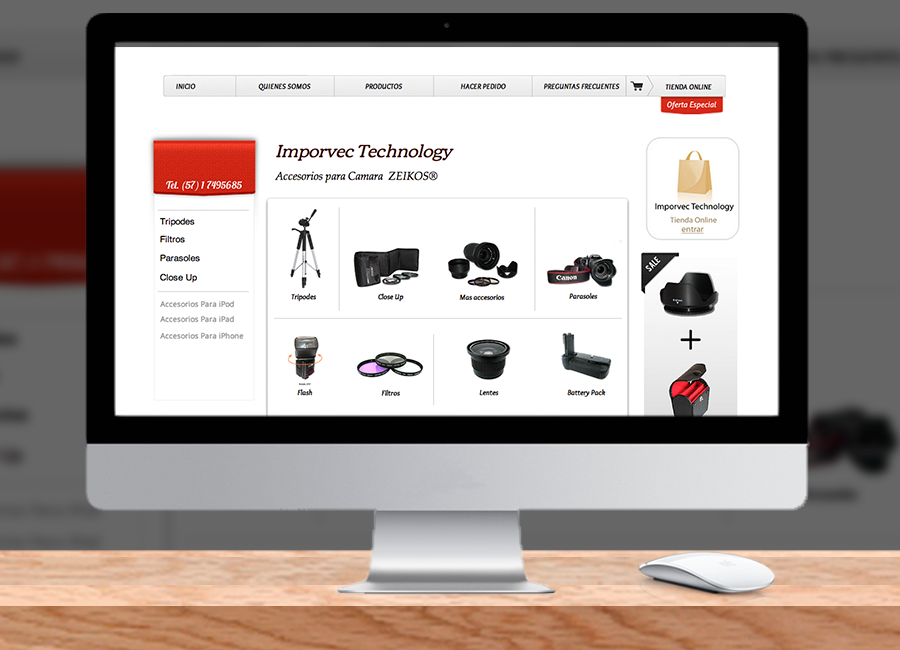 INICIO
QUIENES SOMOS
PRODUCTOS
HACER PEDIDO
PREGUNTAS FRECUENTES
TIENDA ONLINE
Oferta Especial
Tel. (57) 1 7495685
Tripodes
Filtros
Parasoles
Close Up
Accesorios Para iPod
Accesorios Para iPad
Accesorios Para iPhone
Imporvec Technology
Accesorios para Camara ZEIKOS®
Tripodes
Close Up
Mas accesorios
Canon
Parasoles
Flash
Filtros
Lentes
Battery Pack
Imporvec Technology
Tienda Online
entrar
SALE
+